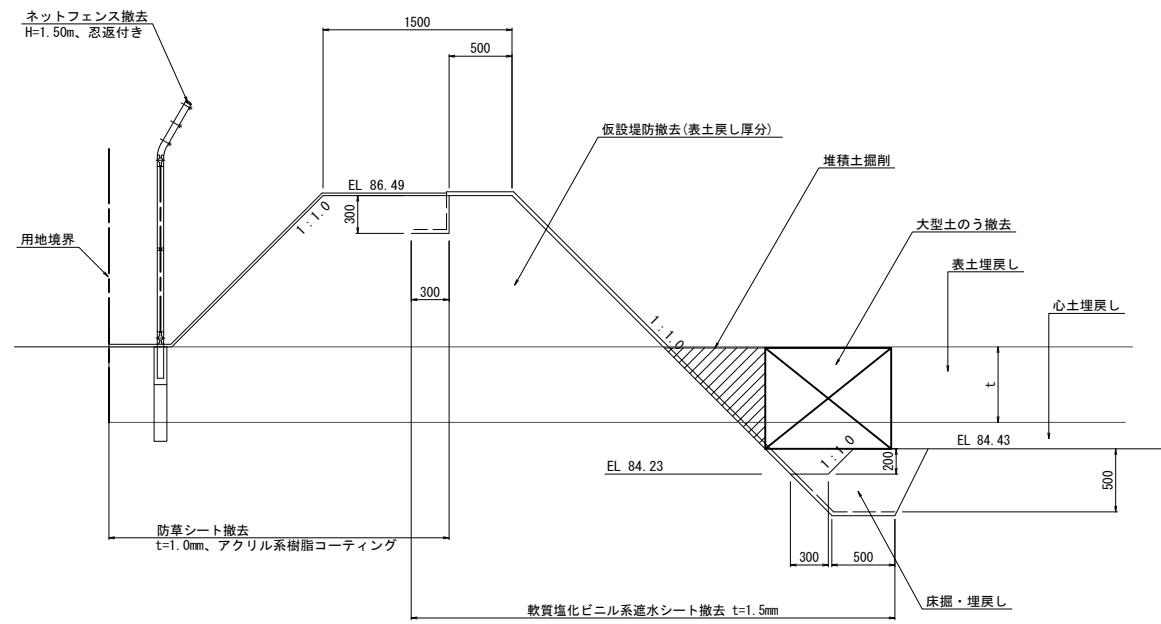 ネットフェンス撤去
H=1.50m、忍返付き
1500
500
仮設堤防撤去(表土戻し厚分)
堆積土掘削
EL 86.49
300
1:1.0
大型土のう撤去
用地境界
表土埋戻し
300
心土埋戻し
1:1.0
t
EL 84.43
1:1.0
200
EL 84.23
500
防草シート撤去
t=1.0mm、アクリル系樹脂コーティング
300
500
軟質塩化ビニル系遮水シート撤去 t=1.5mm
床掘・埋戻し